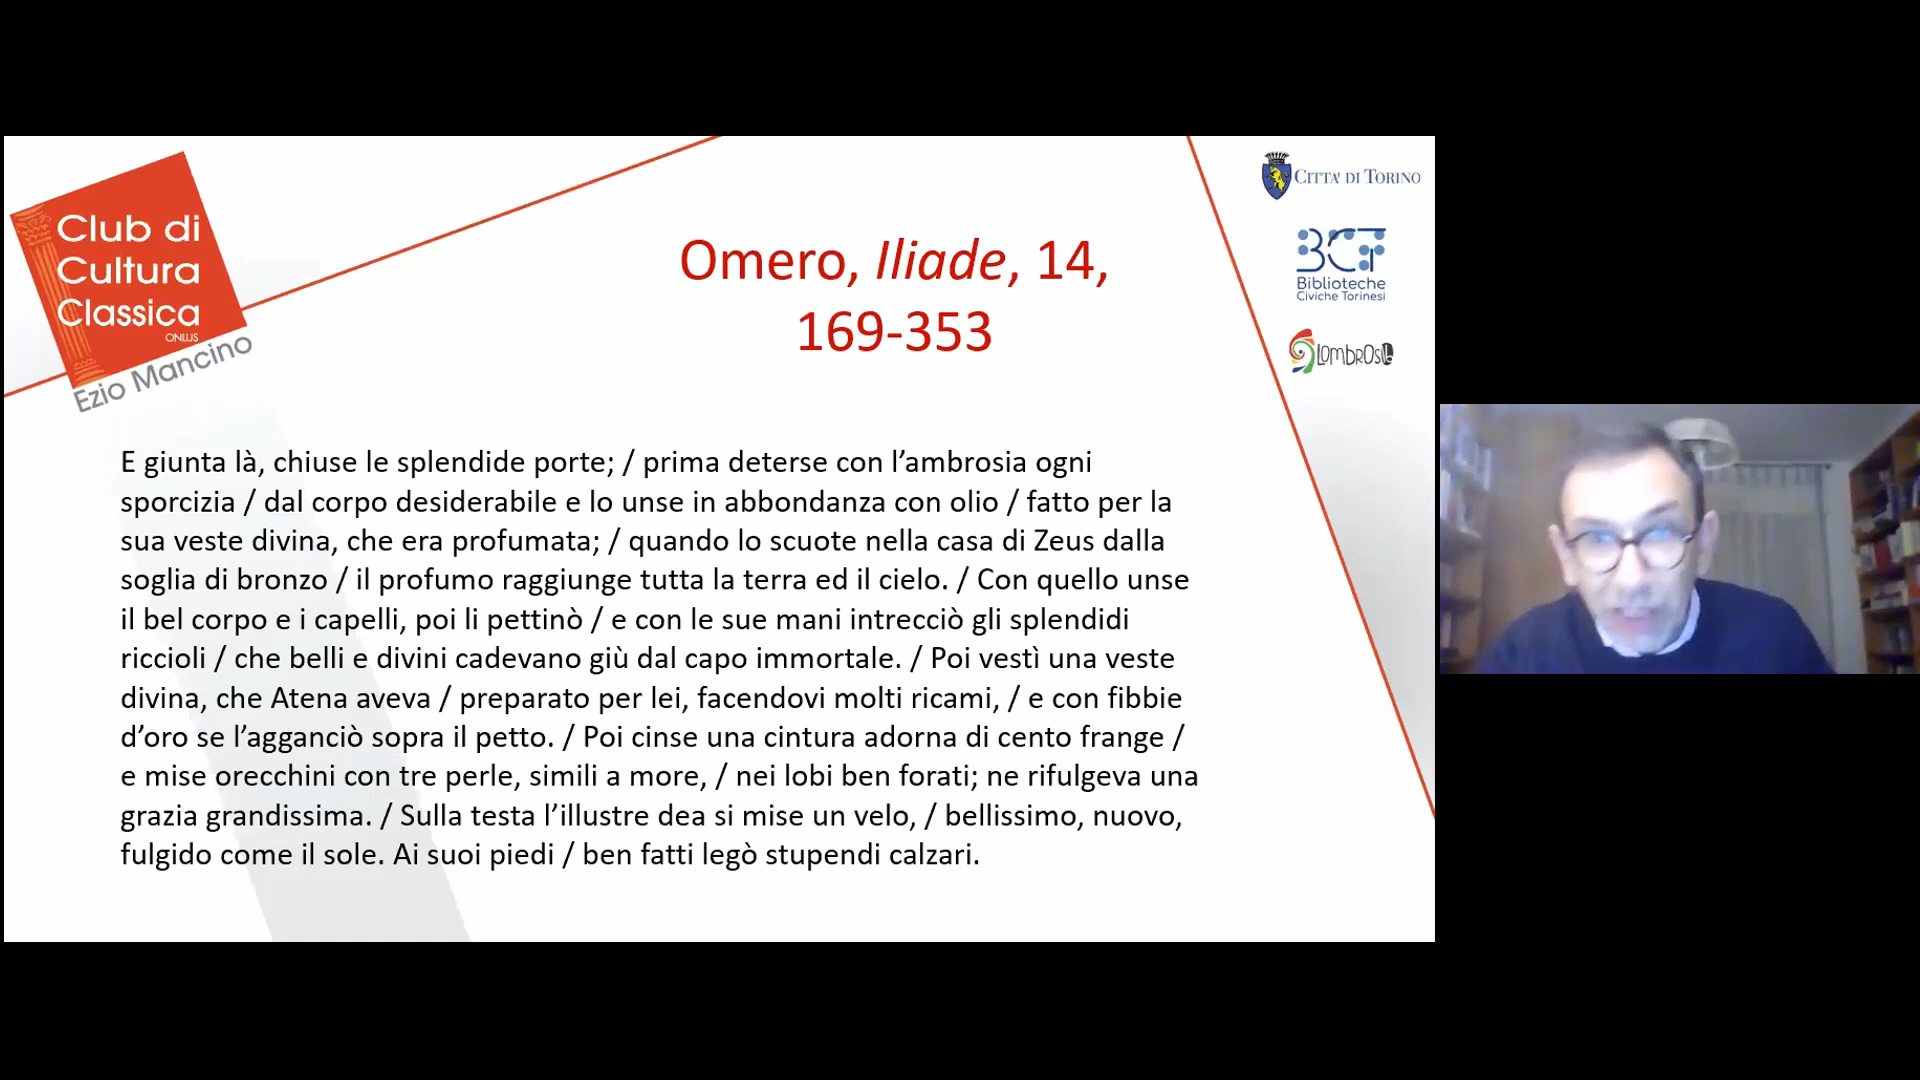 Club di
Cultura
Classica
ONLUS
Ezio Mancino
Omero, Iliade, 14,
169-353
CITTA' DI TORINO
BCT
Biblioteche
Civiche Torinesi
LOMBROSO
E giunta là, chiuse le splendide porte; / prima deterse con l’ambrosia ogni
sporcizia / dal corpo desiderabile e lo unse in abbondanza con olio / fatto per la
sua veste divina, che era profumata; / quando lo scuote nella casa di Zeus dalla
soglia di bronzo / il profumo raggiunge tutta la terra ed il cielo. / Con quello unse
il bel corpo e i capelli, poi li pettinò / e con le sue mani intrecciò gli splendidi
riccioli / che belli e divini cadevano giù dal capo immortale. / Poi vestì una veste
divina, che Atena aveva / preparato per lei, facendovi molti ricami, / e con fibbie
d’oro se l’agganciò sopra il petto. / Poi cinse una cintura adorna di cento frange /
e mise orecchini con tre perle, simili a more, / nei lobi ben forati; ne rifulgeva una
grazia grandissima. / Sulla testa l’illustre dea si mise un velo, / bellissimo, nuovo,
fulgido come il sole. Ai suoi piedi / ben fatti legò stupendi calzari.